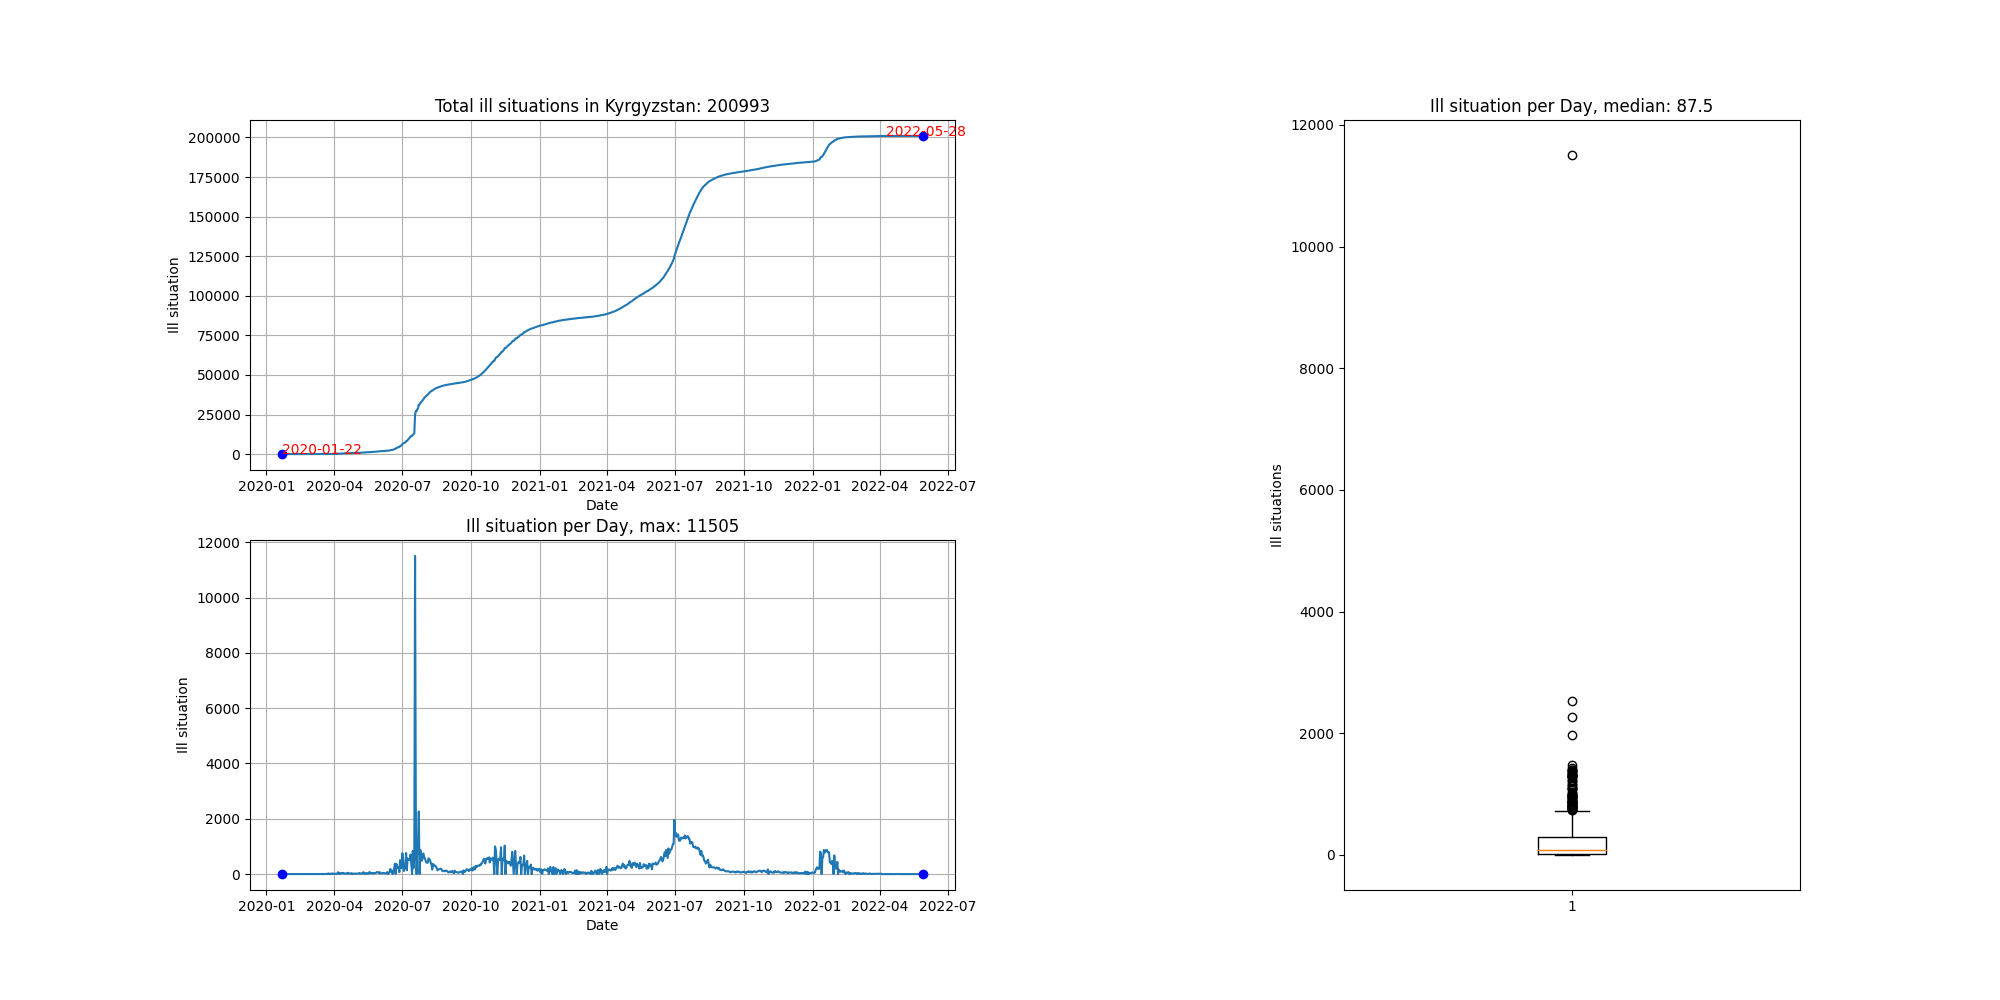 Total ill situations in Kyrgyzstan: 200993
Ill situation
200000
175000
150000
125000
100000
75000
50000
25000
0
2020-01-22
2022-05-28
2020-01 2020-04 2020-07 2020-10 2021-01 2021-04 2021-07 2021-10 2022-01 2022-04 2022-07
Date
Ill situation per Day, max: 11505
Ill situation
12000
10000
8000
6000
4000
2000
0
2020-01 2020-04 2020-07 2020-10 2021-01 2021-04 2021-07 2021-10 2022-01 2022-04 2022-07
Date
Ill situation per Day, median: 87.5
Ill situations
12000
10000
8000
6000
4000
2000
0
1